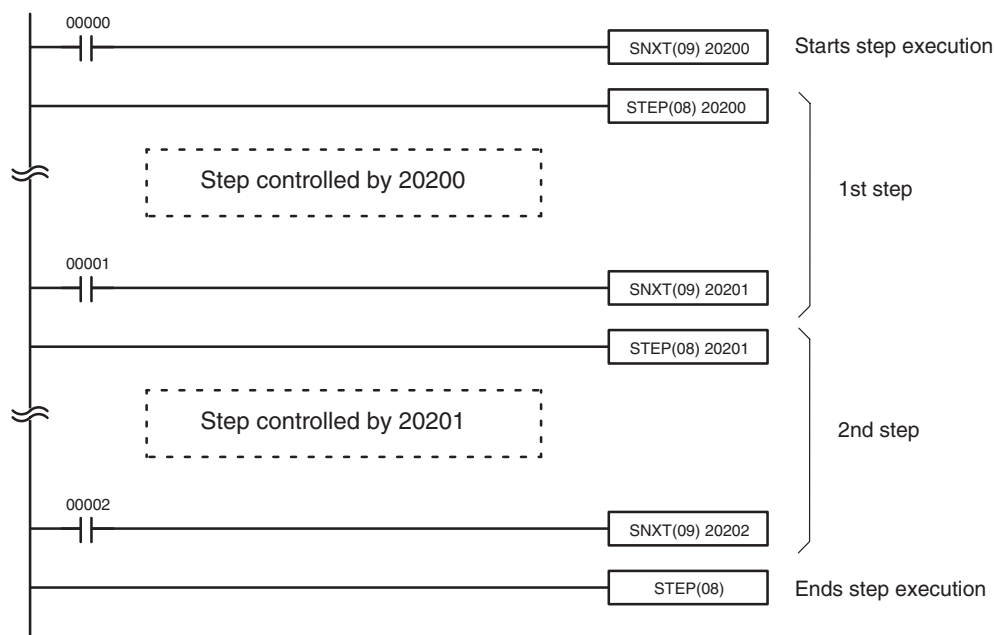 00000
SNXT(09) 20200 Starts step execution
STEP(08) 20200
Step controlled by 20200
1st step
00001
SNXT(09) 20201
STEP(08) 20201
Step controlled by 20201
2nd step
00002
SNXT(09) 20202
STEP(08) Ends step execution